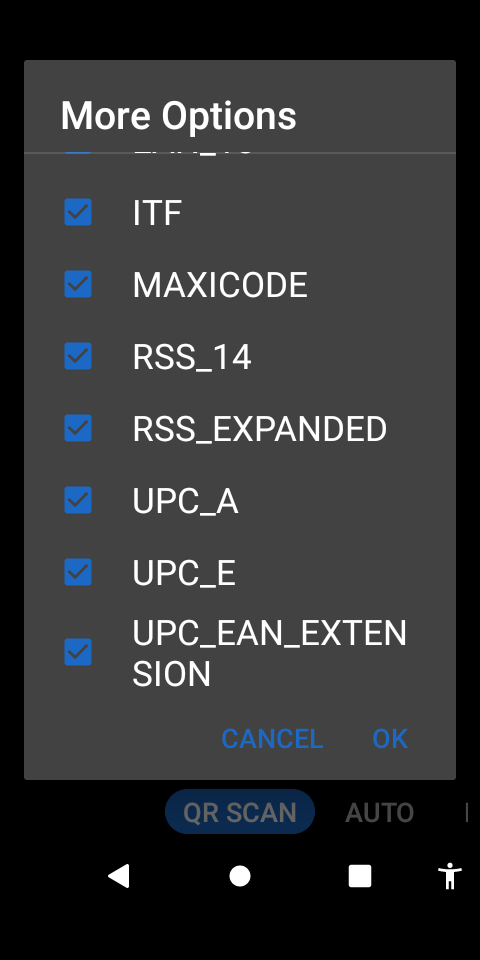 More Options
ITF
MAXICODE
RSS_14
RSS_EXPANDED
UPC_A
UPC_E
UPC_EAN_EXTEN
SION
CANCEL
OK
QR SCAN
AUTO